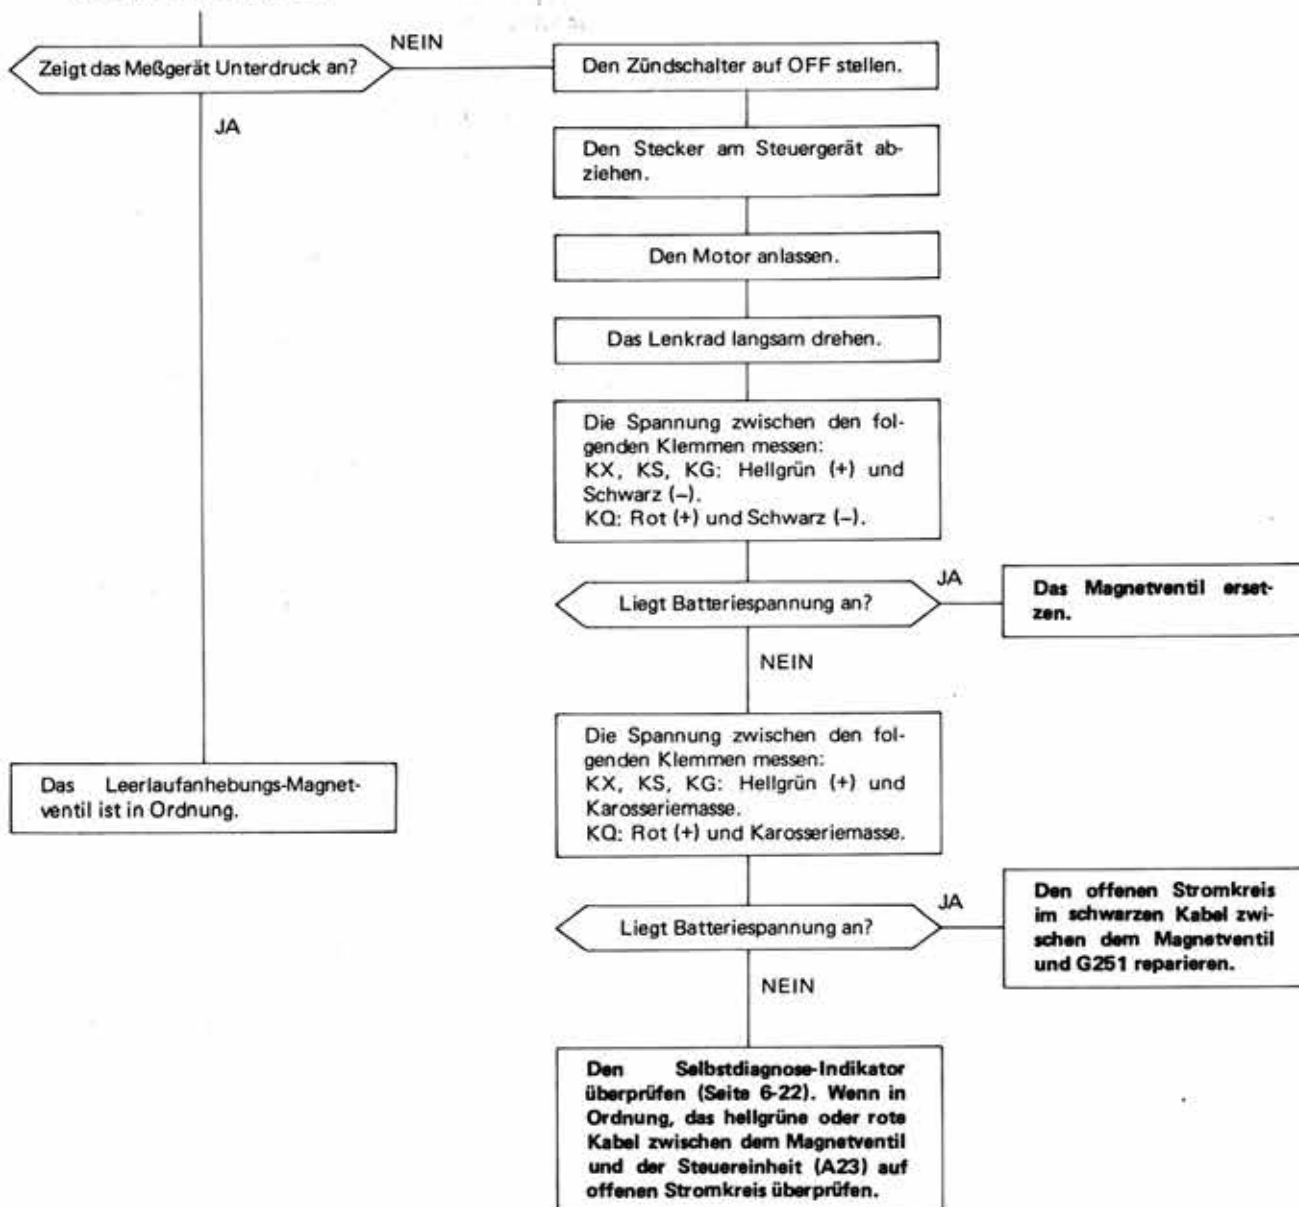 Zeigt das Meßgerät Unterdruck an?
NEIN
Den Zündschalter auf OFF stellen.
JA
Den Stecker am Steuergerät ab-
ziehen.
Den Motor anlassen.
Das Lenkrad langsam drehen.
Die Spannung zwischen den fol-
genden Klemmen messen:
KX, KS, KG: Hellgrün (+) und
Schwarz (–).
KQ: Rot (+) und Schwarz (–).
Liegt Batteriespannung an?
JA
Das Magnetventil erset-
zen.
NEIN
Die Spannung zwischen den fol-
genden Klemmen messen:
KX, KS, KG: Hellgrün (+) und
Karosseriemasse.
KQ: Rot (+) und Karosseriemasse.
Das Leerlaufanhebungs-Magnet-
ventil ist in Ordnung.
Liegt Batteriespannung an?
JA
Den offenen Stromkreis
im schwarzen Kabel zwi-
schen dem Magnetventil
und G251 reparieren.
NEIN
Den Selbstdiagnose-Indikator
überprüfen (Seite 6-22). Wenn in
Ordnung, das hellgrüne oder rote
Kabel zwischen dem Magnetventil
und der Steuereinheit (A23) auf
offenen Stromkreis überprüfen.